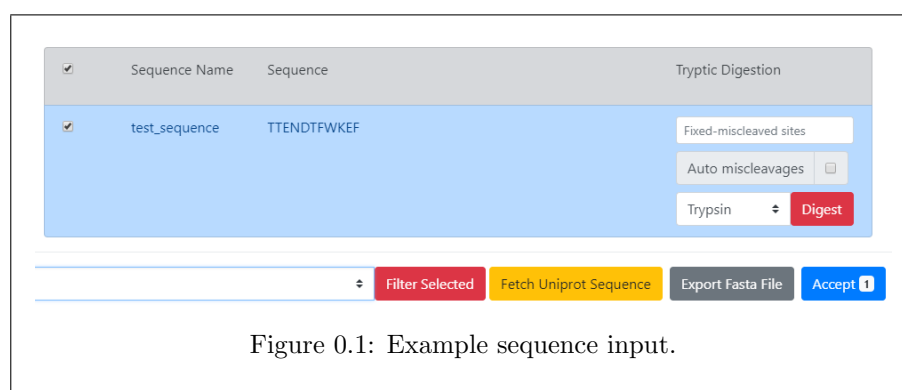 Sequence Name Sequence Tryptic Digestion
test_sequence TTENDTFWKEF
Fixed-miscleaved sites
Auto miscleavages
Trypsin Digest
Filter Selected Fetch Uniprot Sequence Export Fasta File Accept 1
Figure 0.1: Example sequence input.